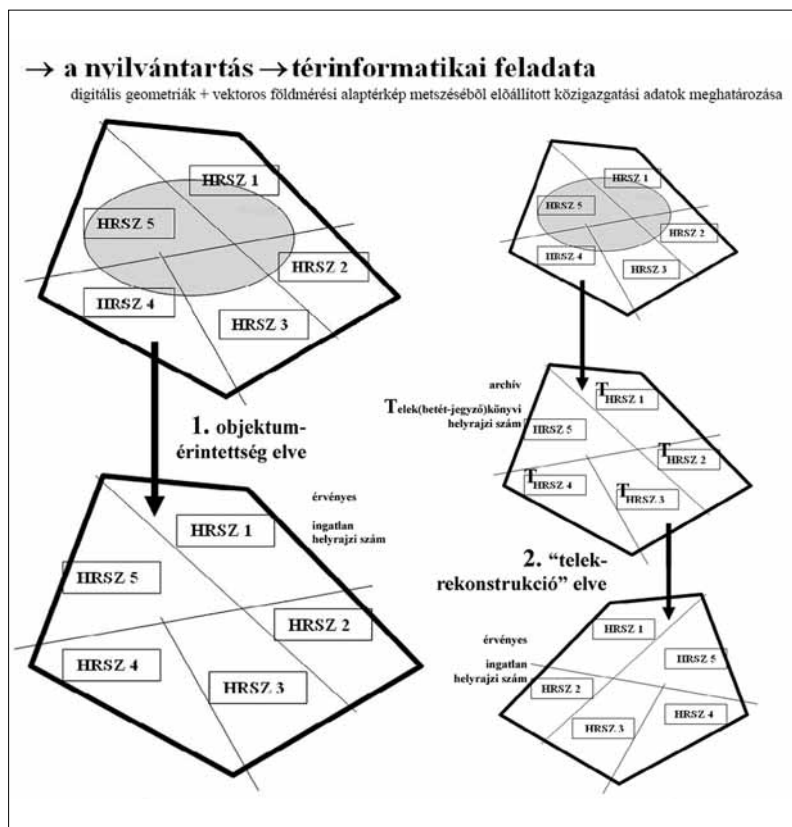 → a nyilvántartás → térinformatikai feladata
digitális geometriák + vektoros földmérési alaptérkép metszéséből előállított közigazgatási adatok meghatározása
HRSZ 1
HRSZ 5
HRSZ 2
HRSZ 4
HRSZ 3
1. objektum-
érintettség elve
érvényes
ingatlan
helyrajzi szám
HRSZ 1
HRSZ 5
HRSZ 2
HRSZ 4
HRSZ 3
HRSZ 1
HRSZ 5
HRSZ 2
HRSZ 4
HRSZ 3
archív
Telek(betét-jegyző)könyvi
helyrajzi szám
T HRSZ 1
HRSZ 5
T HRSZ 2
T HRSZ 4
T HRSZ 3
2. “telek-
rekonstrukció” elve
érvényes
ingatlan
helyrajzi szám
HRSZ 1
HRSZ 5
HRSZ 2
HRSZ 4
HRSZ 3